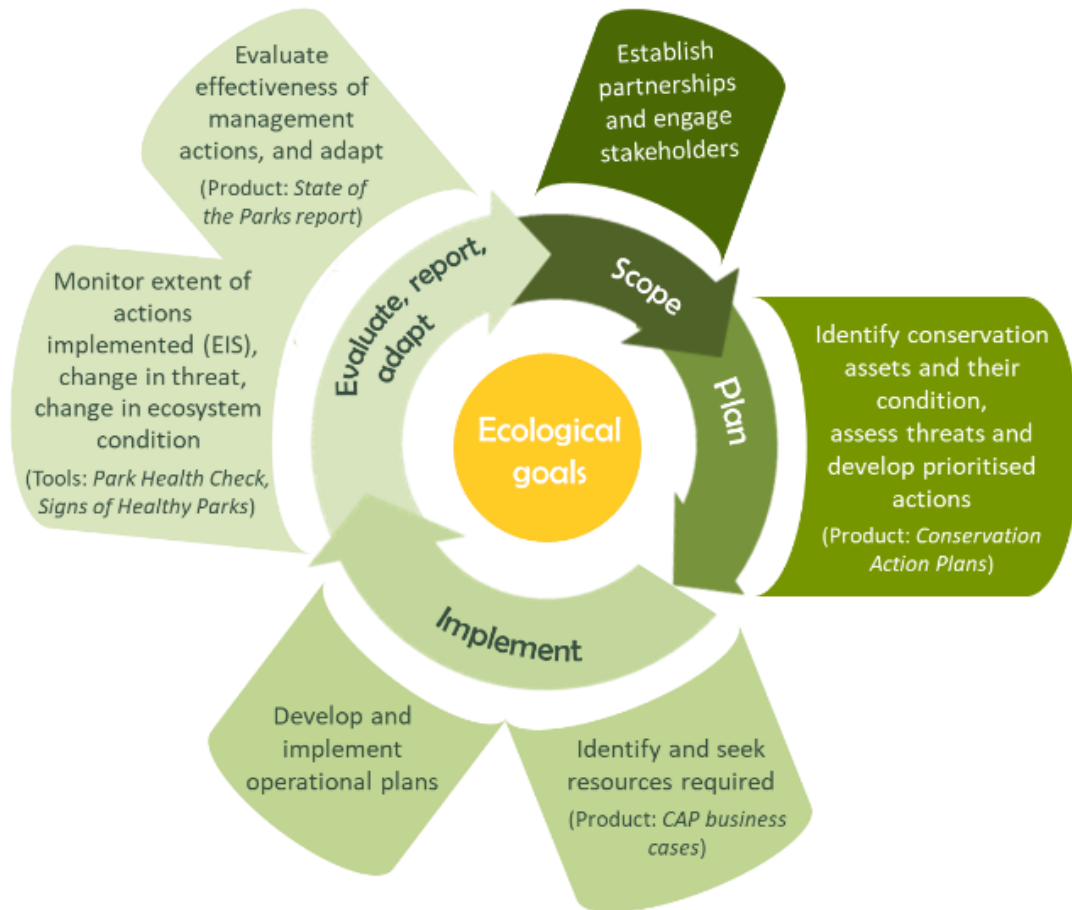 Evaluate
effectiveness of
management
actions, and adapt
(Product: State of
the Parks report)
Establish
partnerships
and engage
stakeholders
Monitor extent of
actions
implemented (EIS),
change in threat,
change in ecosystem
condition
(Tools: Park Health Check,
Signs of Healthy Parks)
Evaluate, report,
adapt
Scope
Plan
Ecological
goals
Identify conservation
assets and their
condition,
assess threats and
develop prioritised
actions
(Product: Conservation
Action Plans)
Implement
Develop and
implement
operational plans
Identify and seek
resources required
(Product: CAP business
cases)